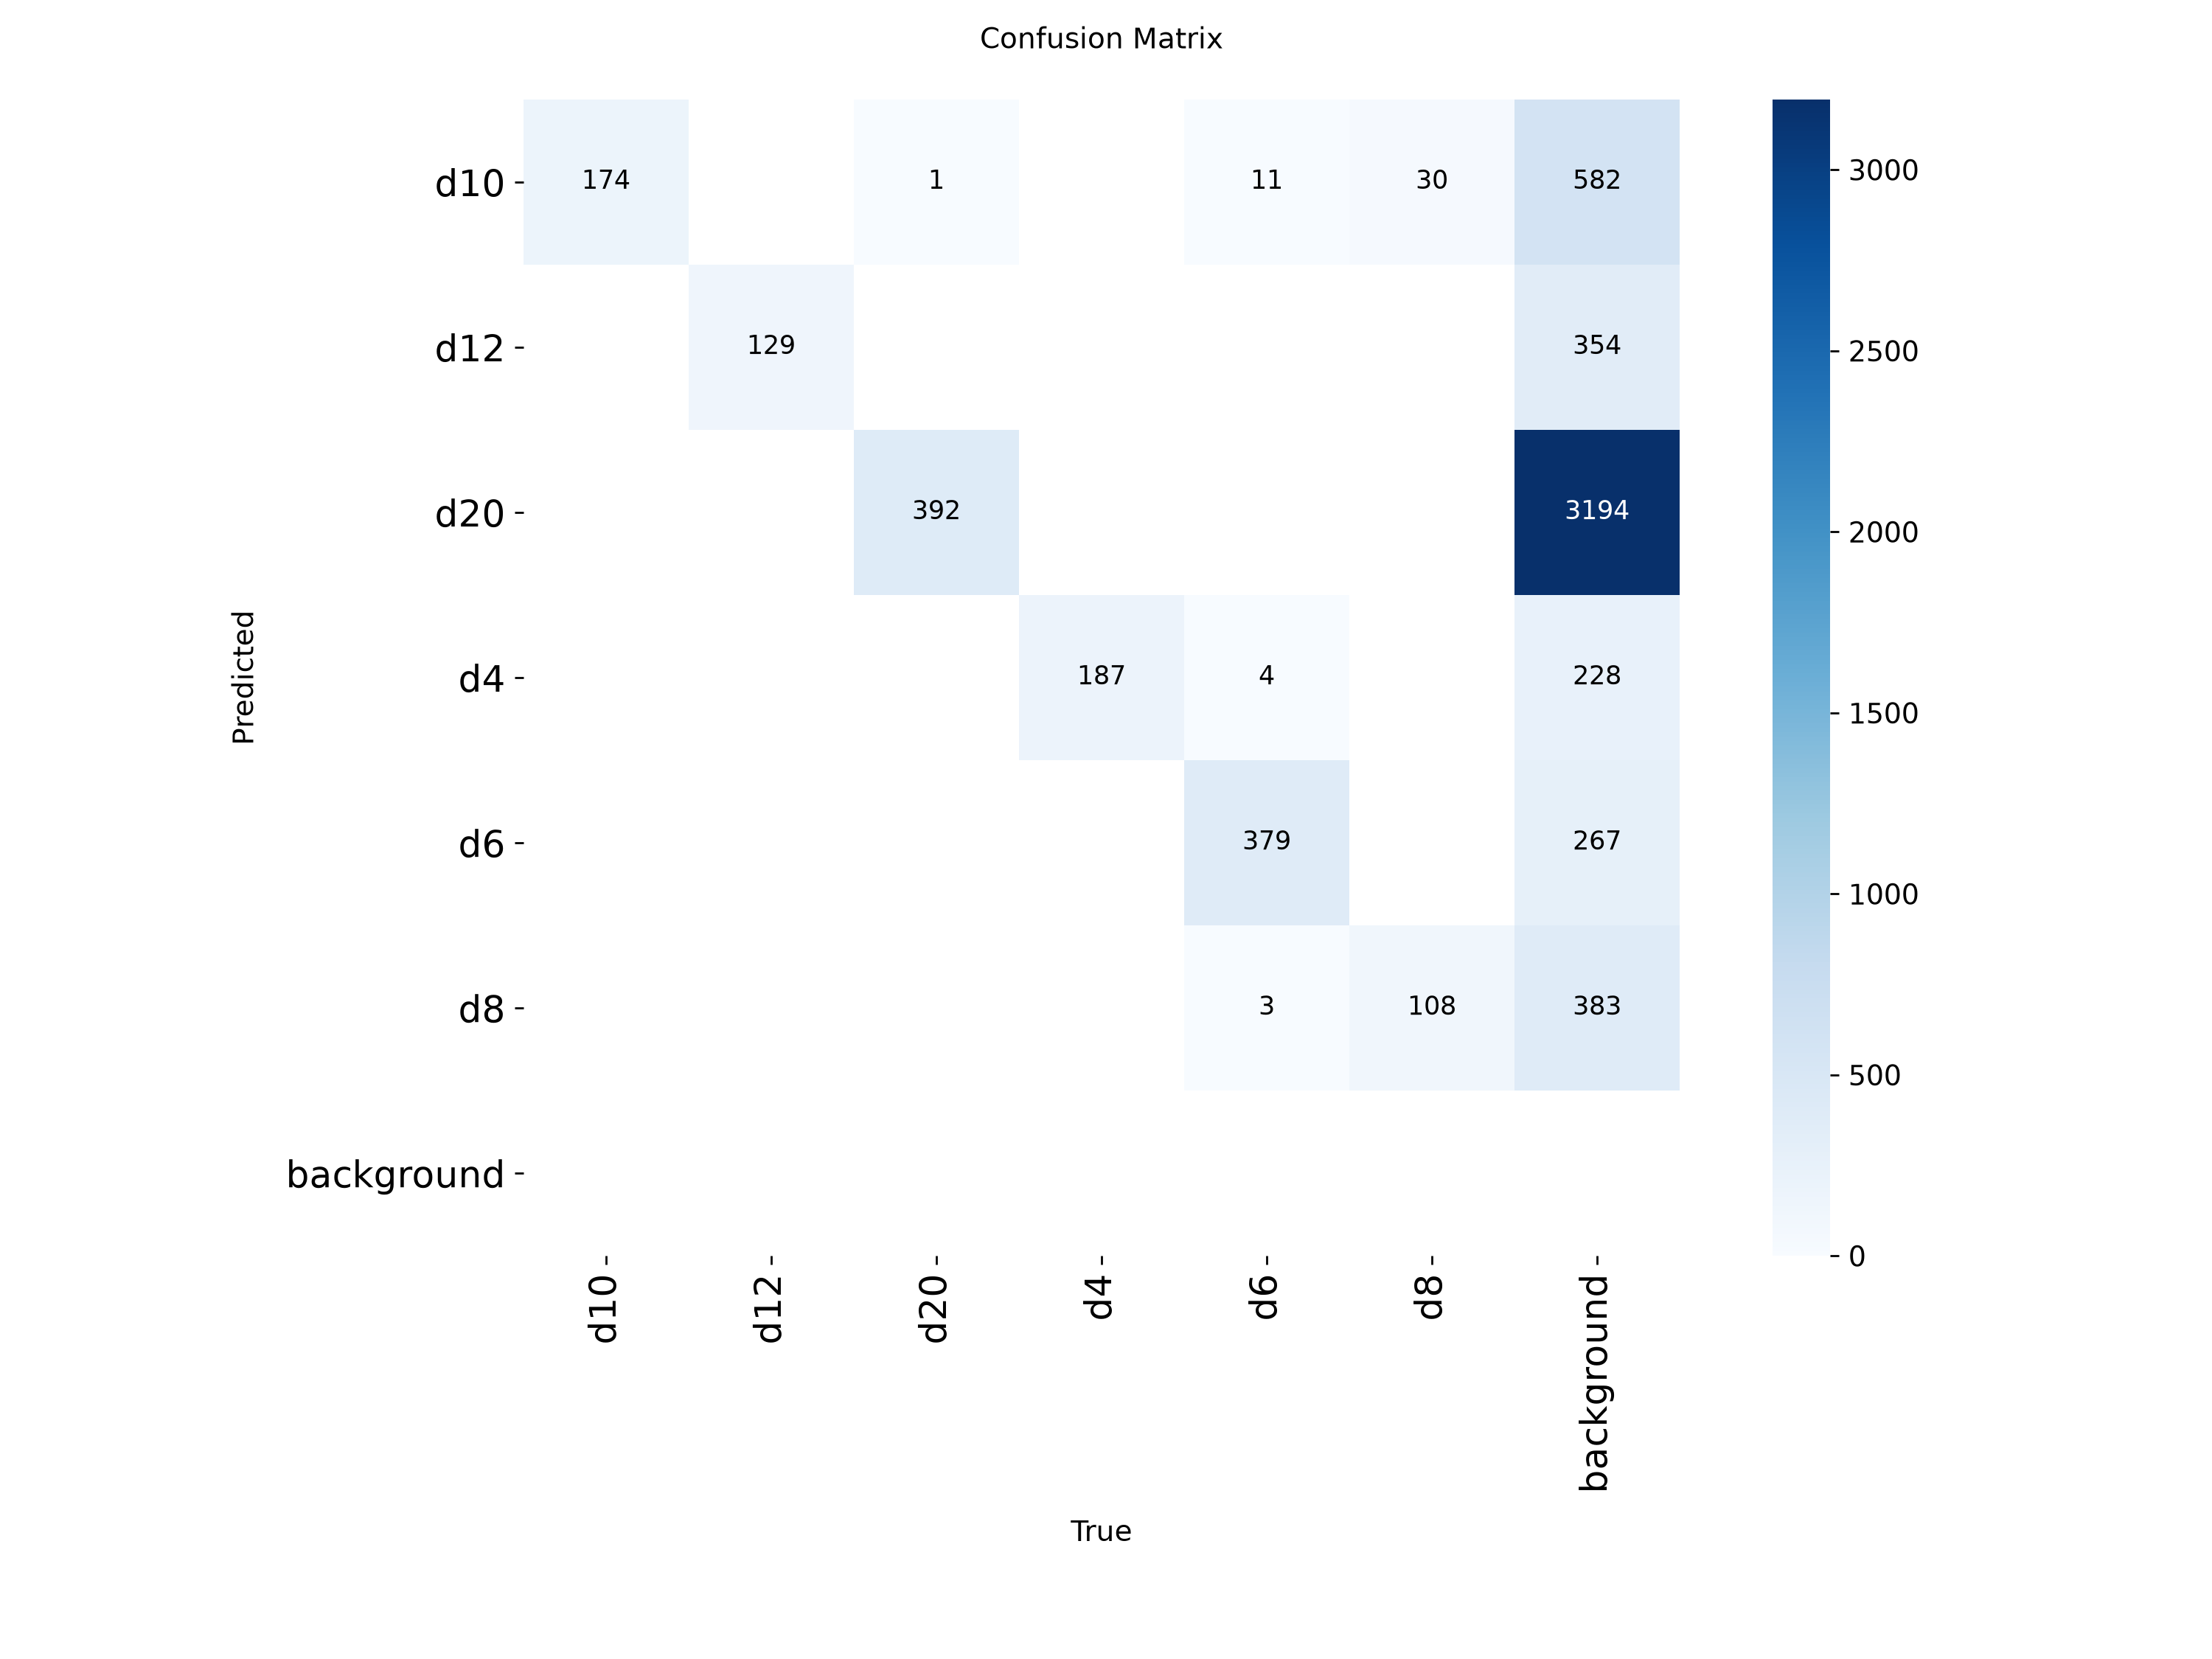 Confusion Matrix
d10 174 1 11 30 582
d12 129 354
d20 392 3194
d4 187 4 228
d6 379 267
d8 3 108 383
background
Predicted
d10 d12 d20 d4 d6 d8 background
True
3000
2500
2000
1500
1000
500
0